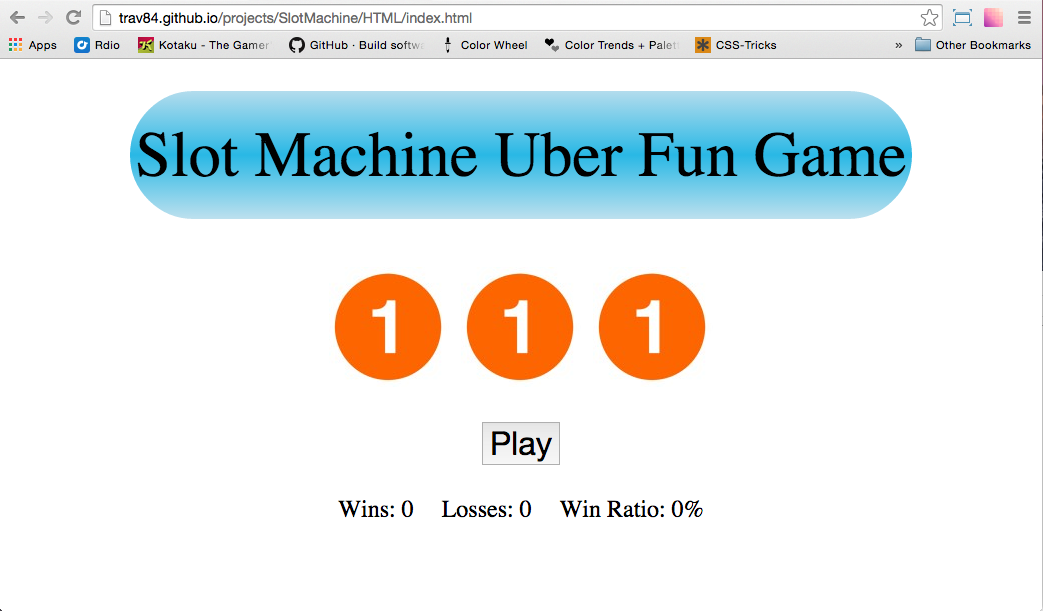 trav84.github.io/projects/SlotMachine/HTML/index.html
Apps Rdio Kotaku - The Gamer GitHub · Build softwa Color Wheel Color Trends + Palet CSS-Tricks » Other Bookmarks
Slot Machine Uber Fun Game
1 1 1
Play
Wins: 0 Losses: 0 Win Ratio: 0%